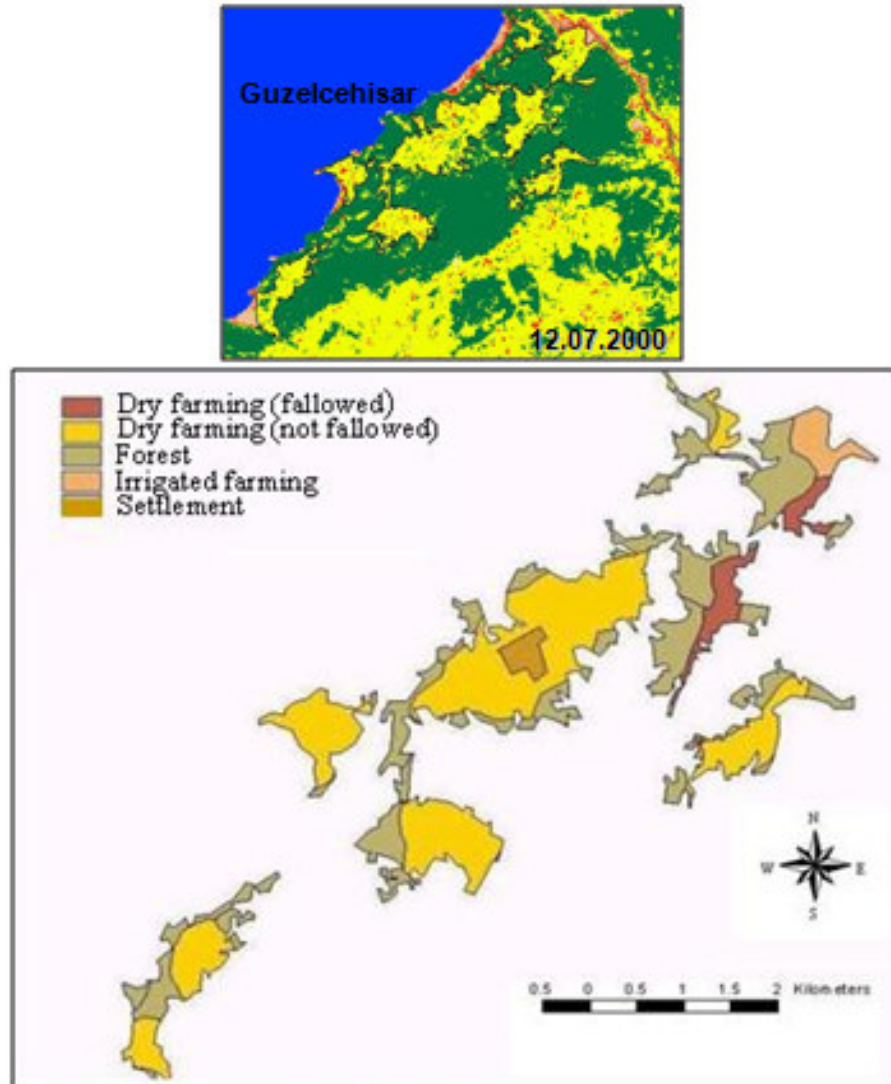 Guzelcehisar
12.07.2000
Dry farming (fallowed)
Dry farming (not fallowed)
Forest
Irrigated farming
Settlement
N
W E
S
0.5 0 0.5 1 1.5 2 Kilometers